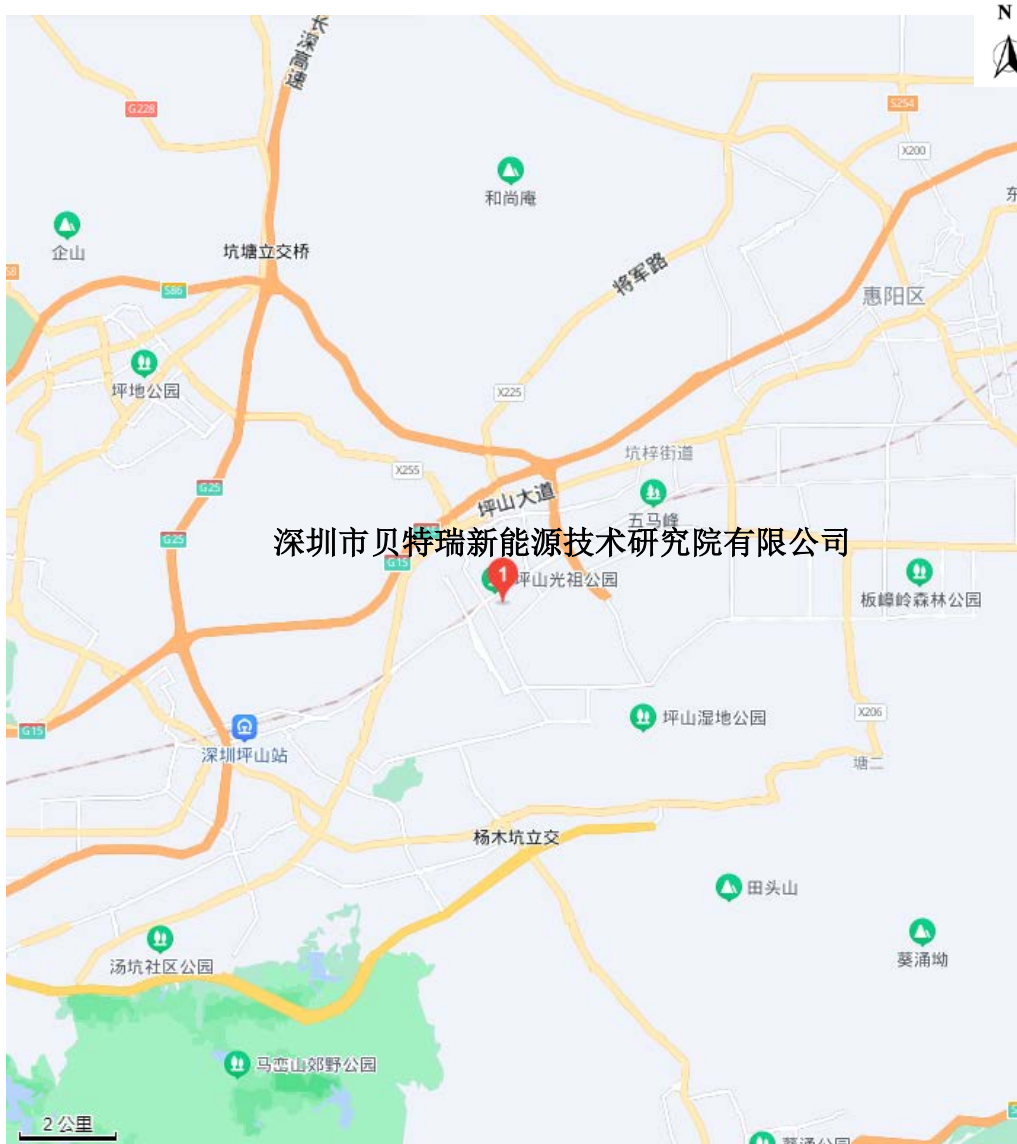 N
长深高速
G228
S254
X200
和尚庵
企山
坑塘立交桥
将军路
S86
惠阳区
坪地公园
X225
坑梓街道
X255
G25
坪山大道
五马峰
G25
深圳市贝特瑞新能源技术研究院有限公司
G15
1
坪山光祖公园
板嶂岭森林公园
坪山湿地公园
X206
G15
深圳坪山站
塘二
杨木坑立交
田头山
汤坑社区公园
葵涌坳
马峦山郊野公园
2 公里